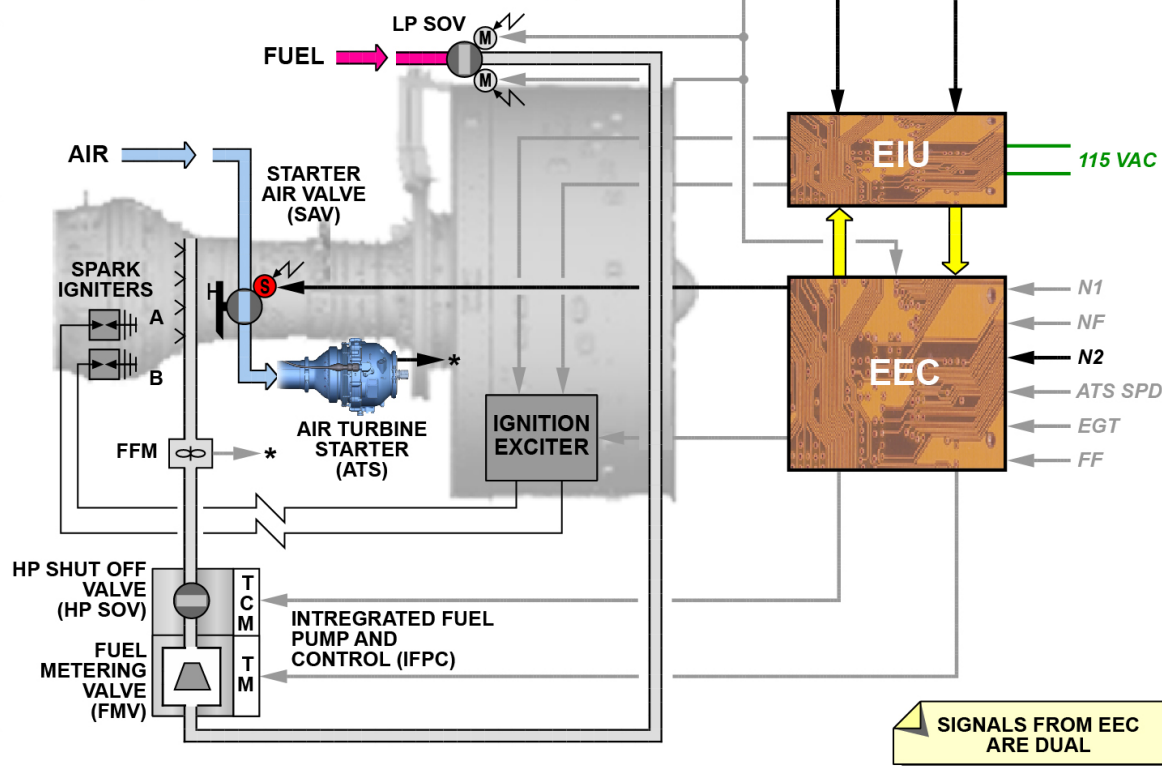 LP SOV
M
FUEL
M
AIR
EIU
115 VAC
STARTER
AIR VALVE
(SAV)
SPARK
IGNITERS
A
B
S
N1
NF
N2
ATS SPD
EGT
FF
EEC
*
AIR TURBINE
STARTER
(ATS)
IGNITION
EXCITER
FFM
*
HP SHUT OFF
VALVE
(HP SOV)
T
C
M
INTREGRATED FUEL
PUMP AND
CONTROL (IFPC)
FUEL
METERING
VALVE
(FMV)
T
M
SIGNALS FROM EEC
ARE DUAL